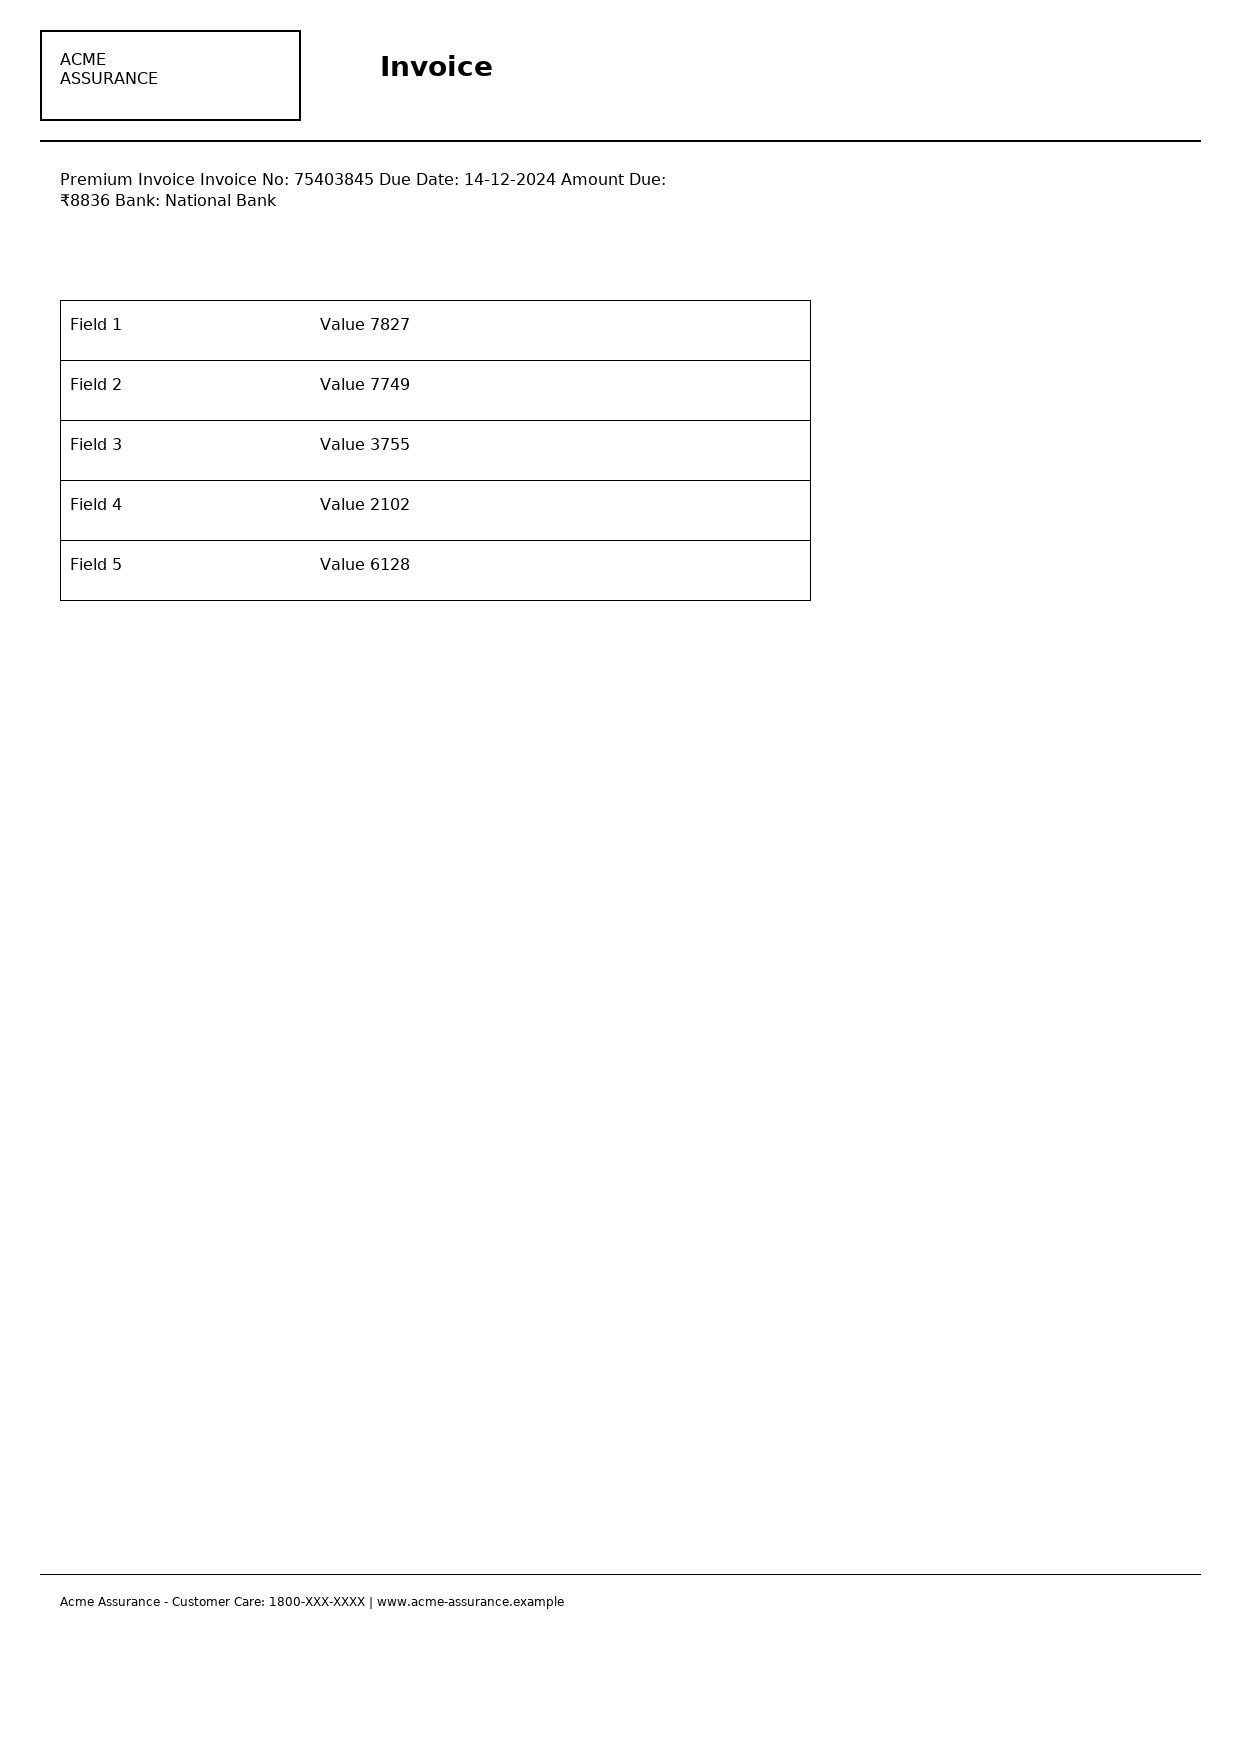 ACME
ASSURANCE
Invoice
Premium Invoice Invoice No: 75403845 Due Date: 14-12-2024 Amount Due:
₹8836 Bank: National Bank
Field 1 Value 7827
Field 2 Value 7749
Field 3 Value 3755
Field 4 Value 2102
Field 5 Value 6128
Acme Assurance - Customer Care: 1800-XXX-XXXX | www.acme-assurance.example